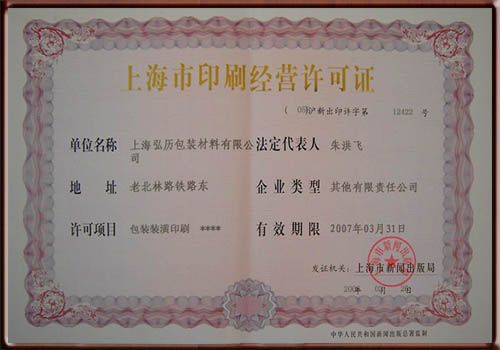 上海市印刷经营许可证
(05)沪新出印许字第 12422 号
单位名称 上海弘历包装材料有限公司 法定代表人 朱洪飞
地址 老北林路铁路东 企业类型 其他有限责任公司
许可项目 包装装潢印刷 **** 有效期限 2007年03月31日
发证机关: 上海市新闻出版局
年 月 日
中华人民共和国新闻出版总署监制